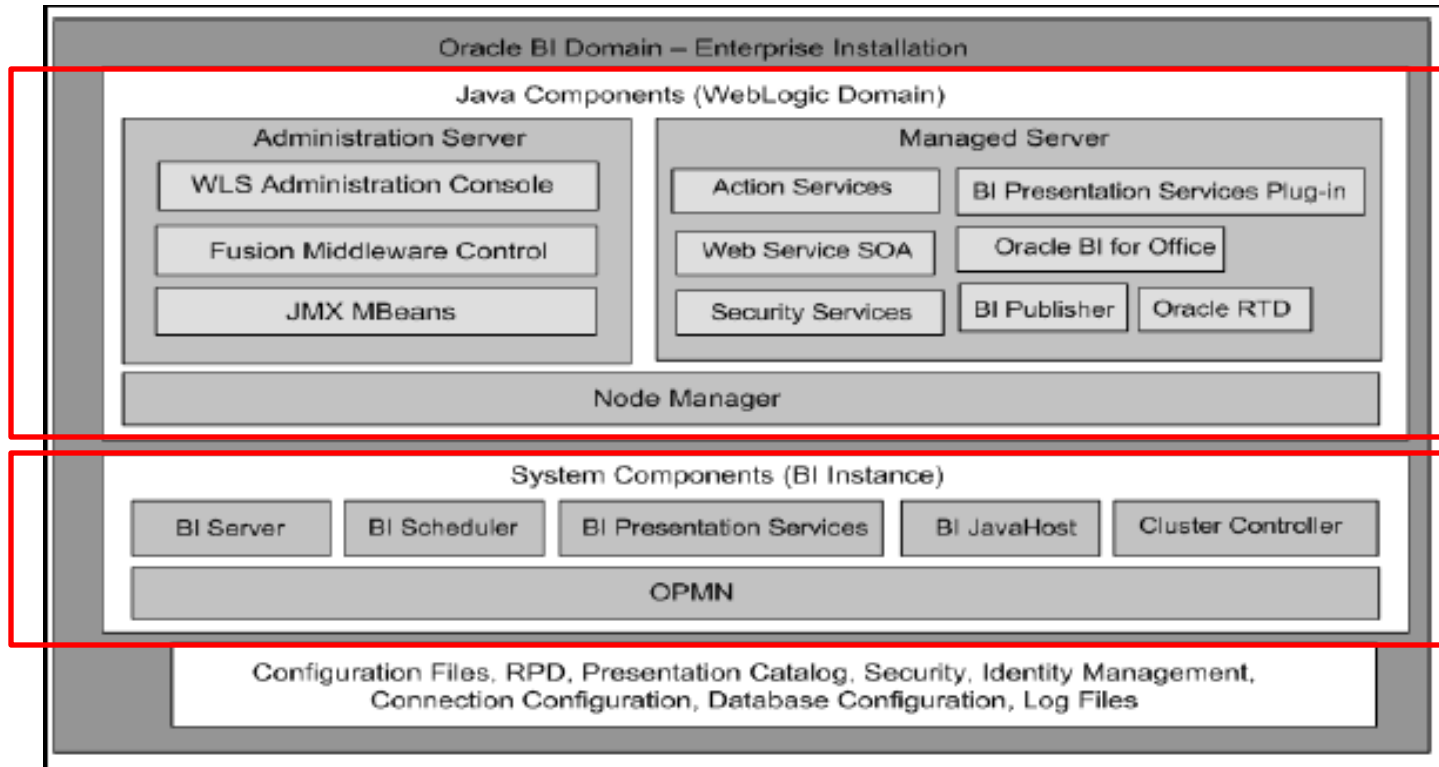 Oracle BI Domain – Enterprise Installation
Java Components (WebLogic Domain)
Administration Server
WLS Administration Console
Fusion Middleware Control
JMX MBeans
Managed Server
Action Services
BI Presentation Services Plug-in
Web Service SOA
Oracle BI for Office
Security Services
BI Publisher
Oracle RTD
Node Manager
System Components (BI Instance)
BI Server
BI Scheduler
BI Presentation Services
BI JavaHost
Cluster Controller
OPMN
Configuration Files, RPD, Presentation Catalog, Security, Identity Management,
Connection Configuration, Database Configuration, Log Files